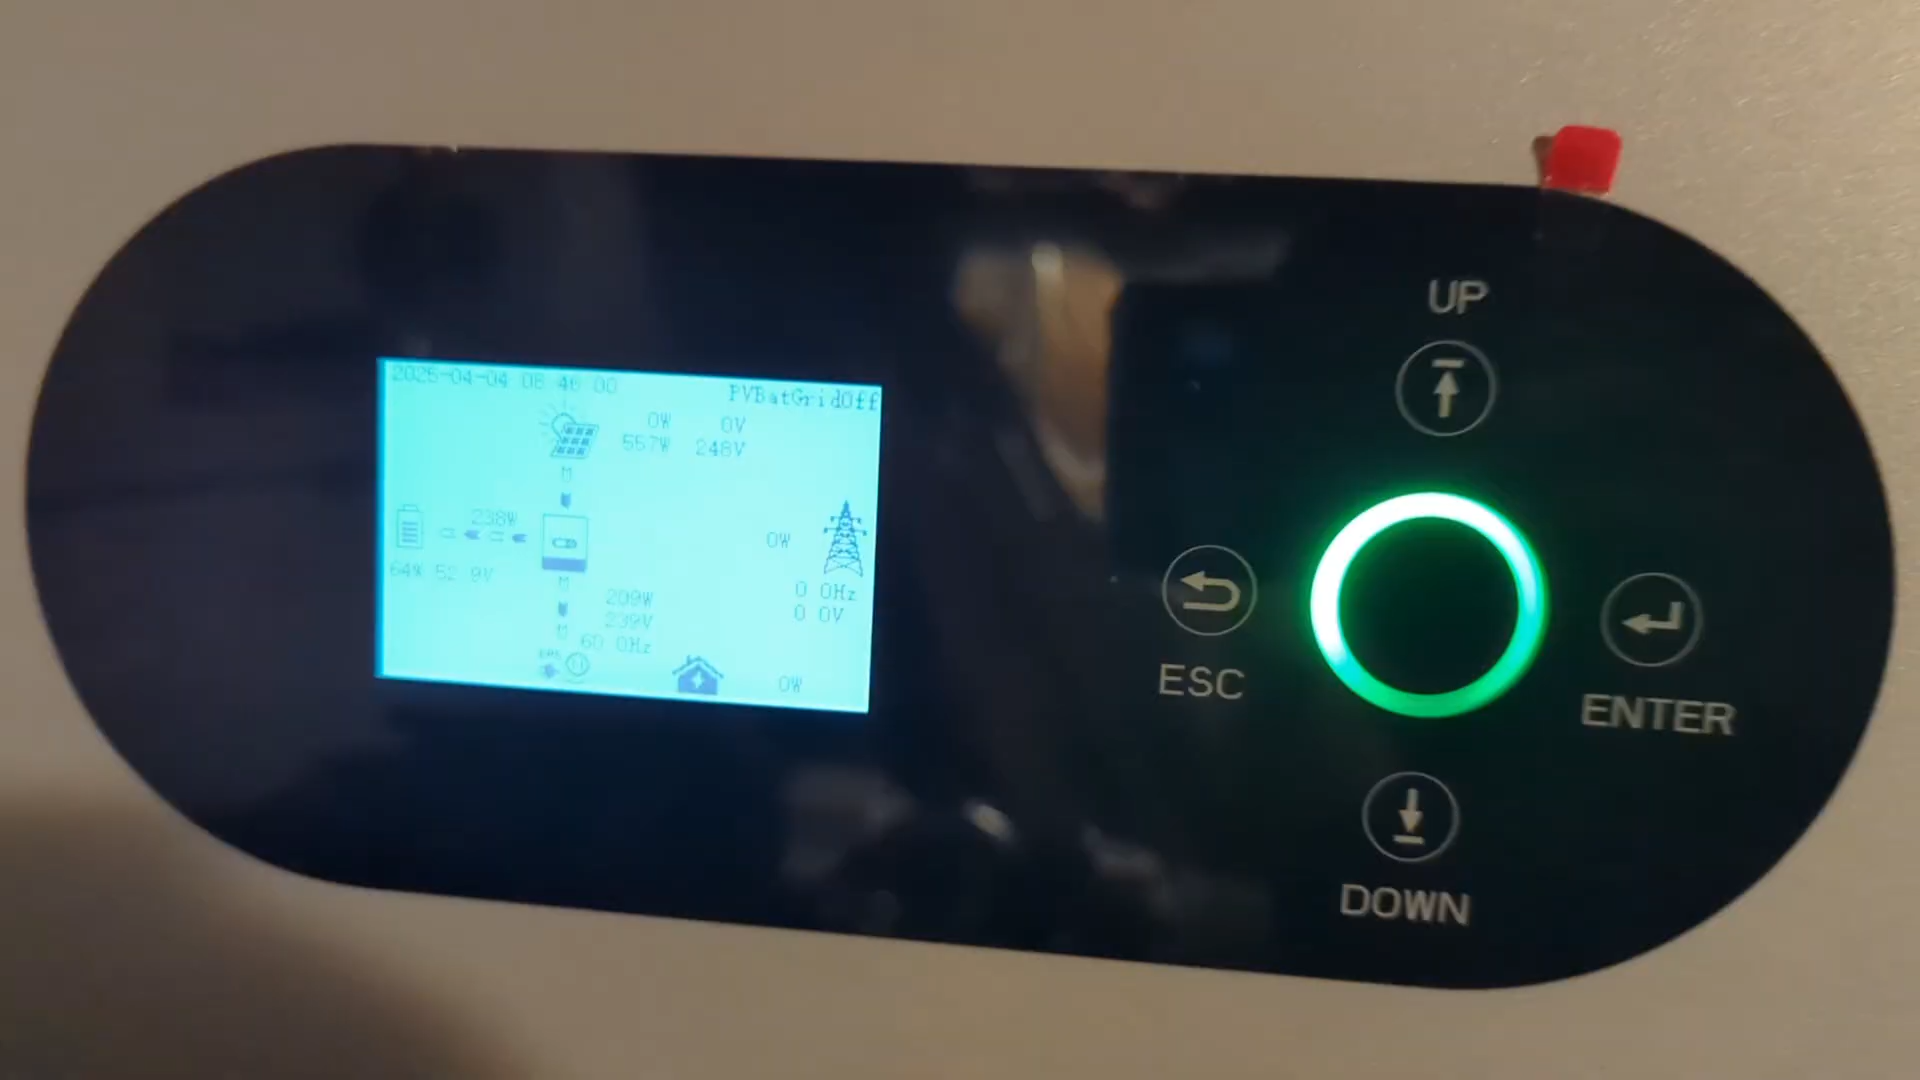 2025-04-04 08 46 00
PVBatGridOff
0W 0V
557W 248V
M
238W
0W
64% 52 9V
M
0 0Hz
209W
0 0V
239V
M
60 0Hz
EPS
0W
UP
ESC
ENTER
DOWN